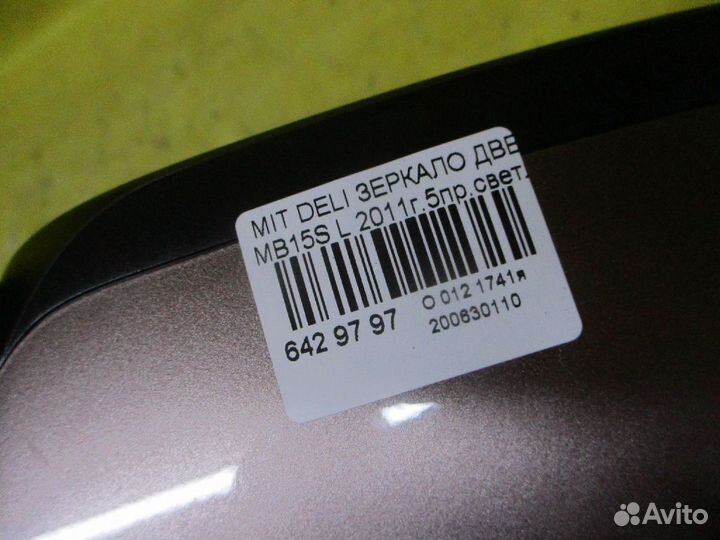 MIT DELI ЗЕРКАЛО ДВЕ
MB15S L 2011г.5пр.свет.
642 97 97
О 012 1741я
200630110
Avito